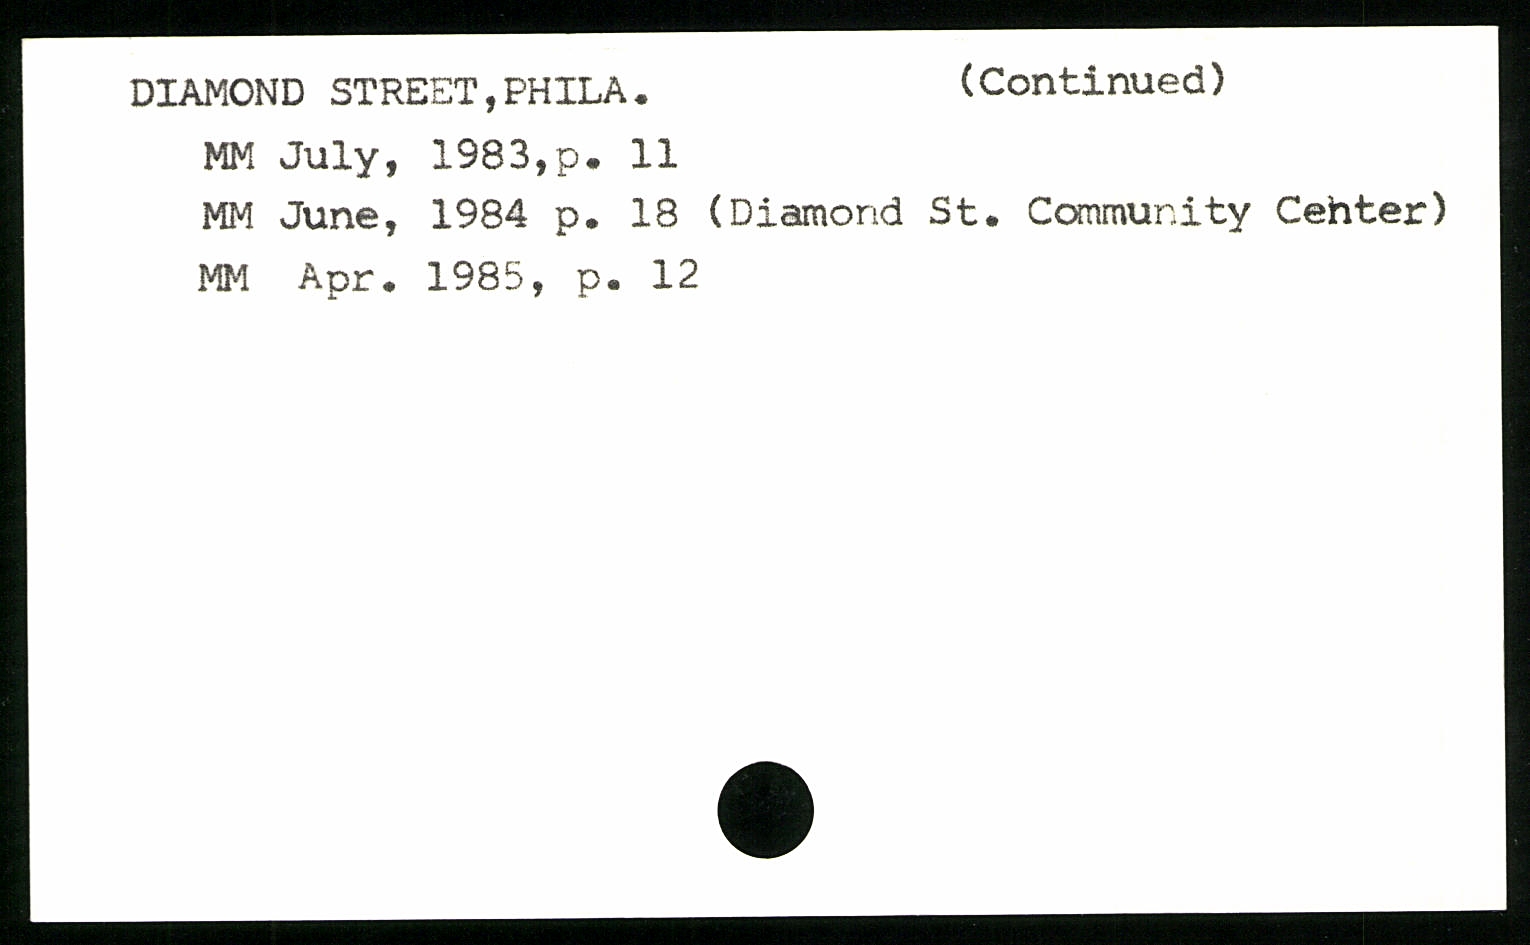 DIAMOND STREET,PHILA. (Continued)
MM July, 1983,p. 11
MM June, 1984 p. 18 (Diamond St. Community Center)
MM Apr. 1985, p. 12